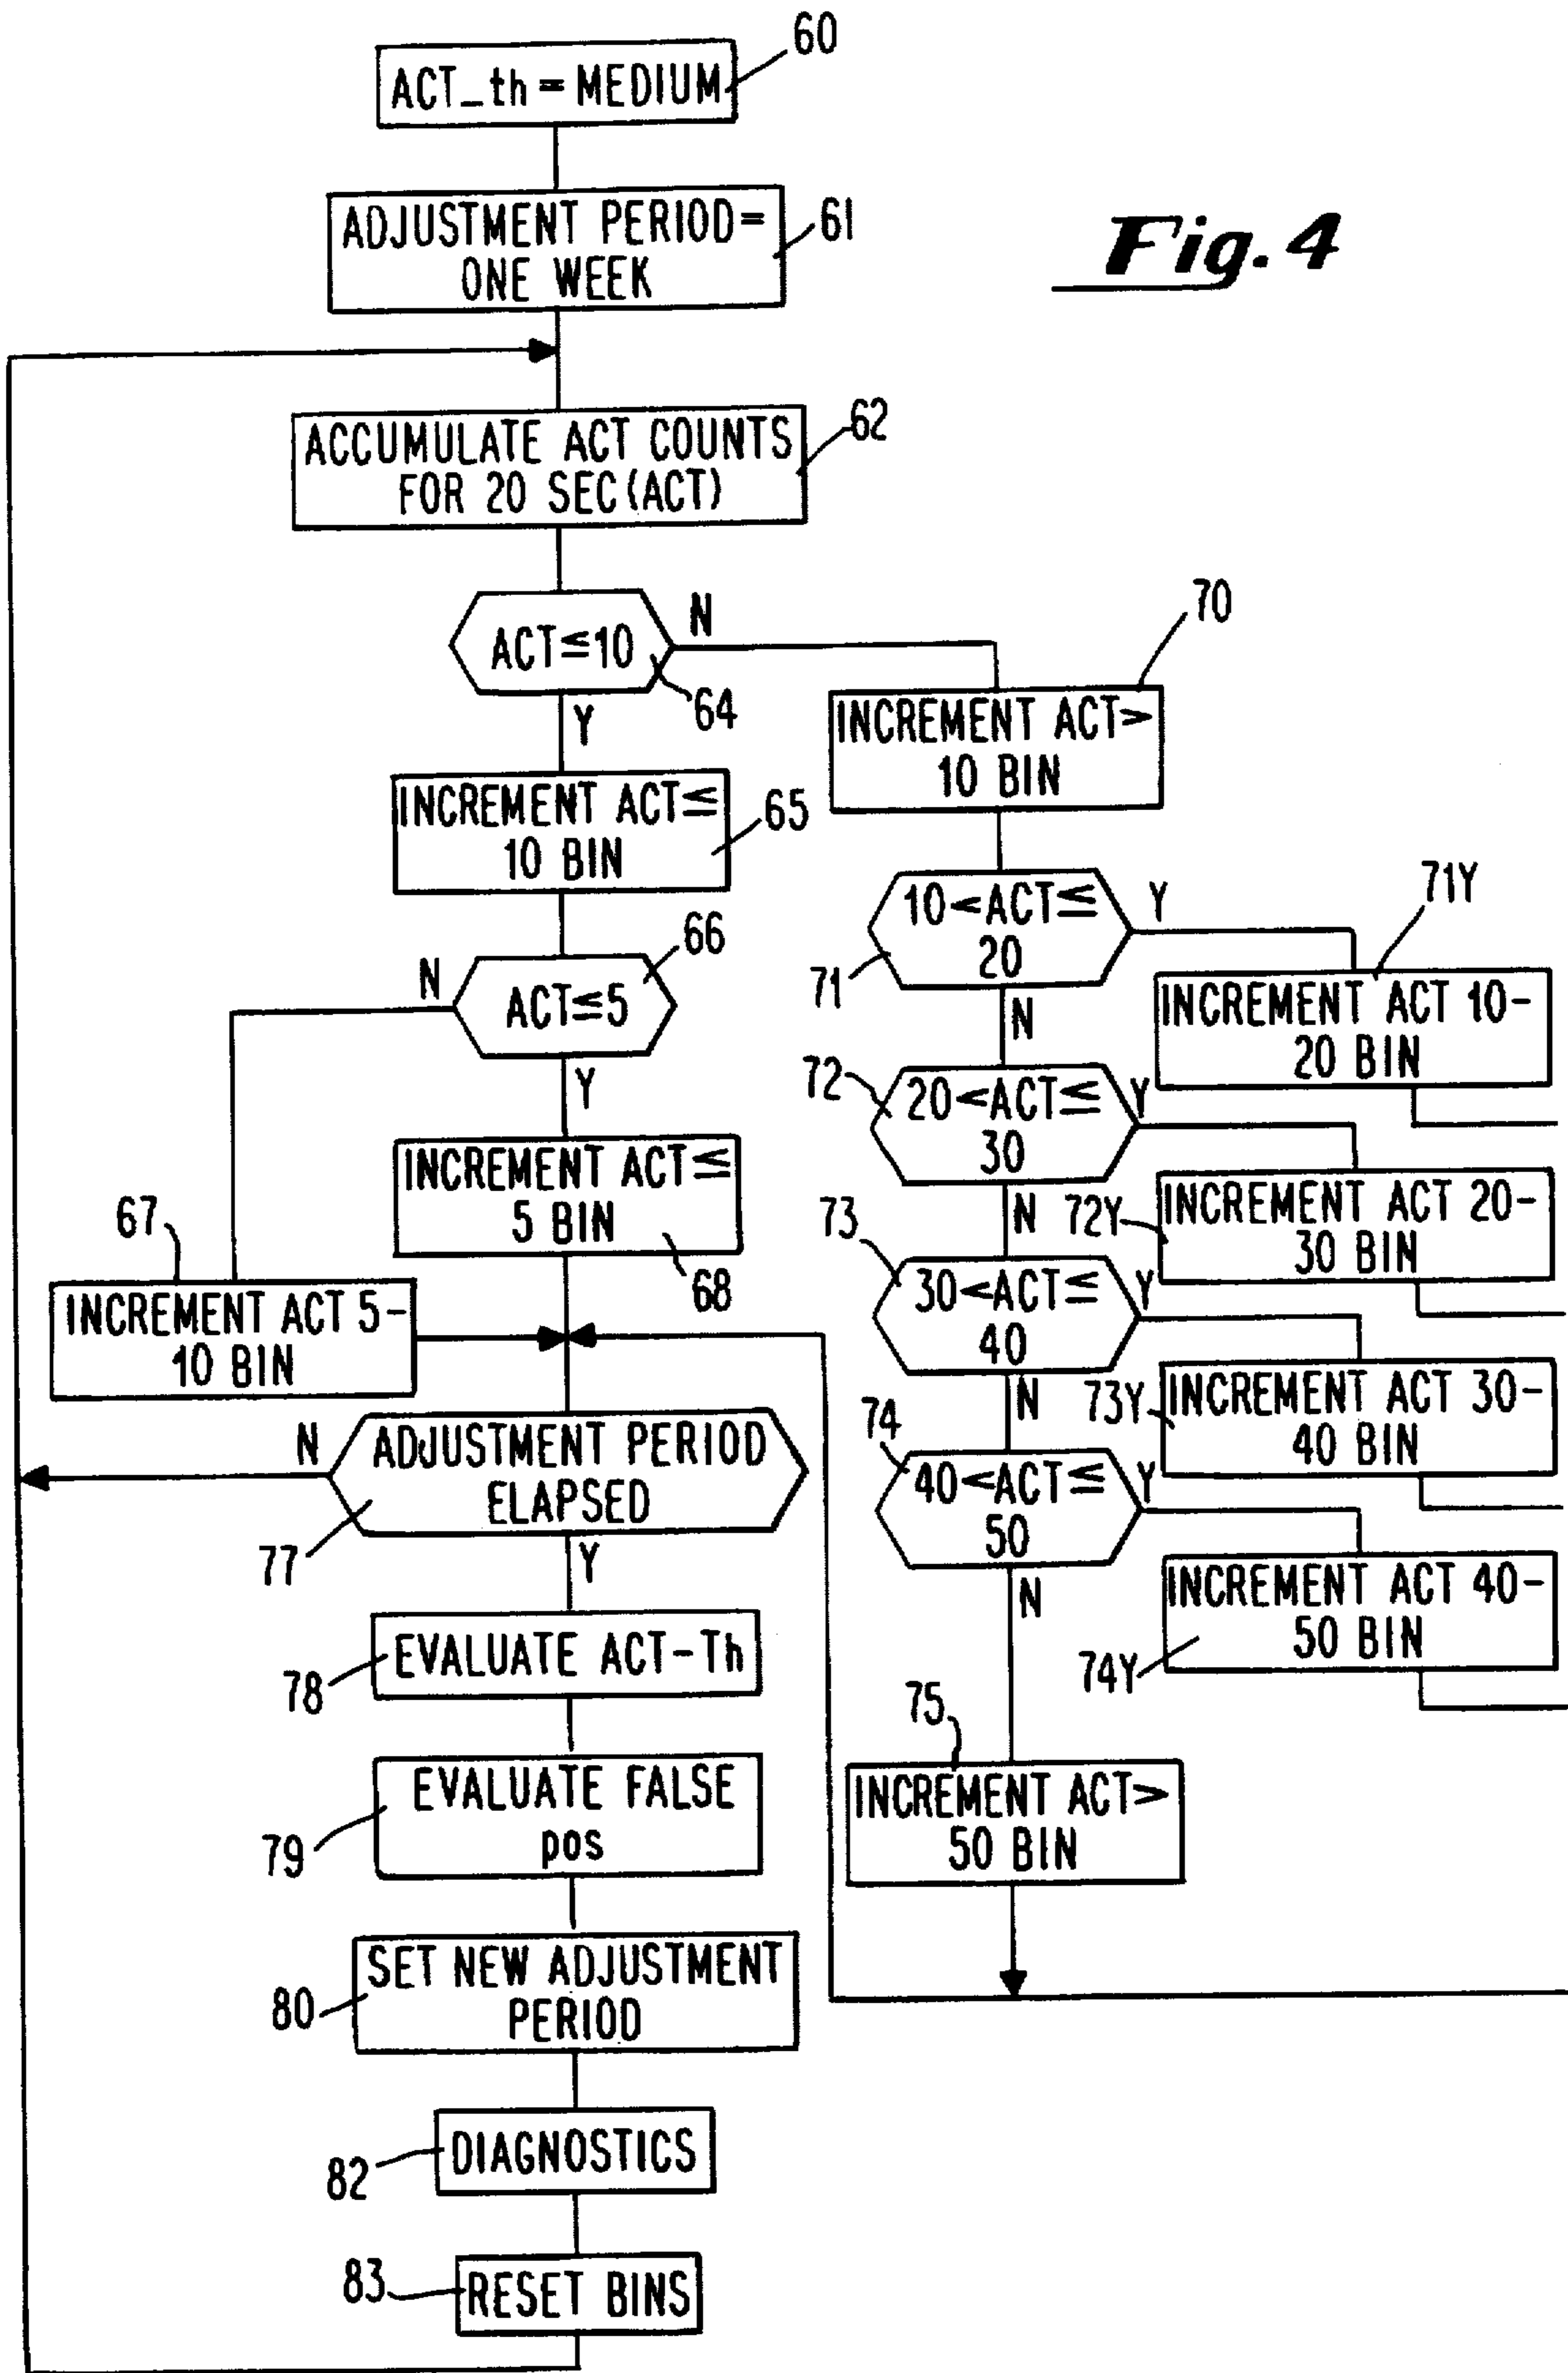 60
ACT_th = MEDIUM
ADJUSTMENT PERIOD=
ONE WEEK
61
Fig. 4
ACCUMULATE ACT COUNTS
FOR 20 SEC (ACT)
62
ACT≤10
N
64
Y
70
INCREMENT ACT>
10 BIN
INCREMENT ACT≤
10 BIN
65
10<ACT≤
20
Y
71
N
71Y
INCREMENT ACT 10-
20 BIN
66
N
ACT≤5
Y
72
20<ACT≤
30
Y
N
72Y
INCREMENT ACT 20-
30 BIN
INCREMENT ACT≤
5 BIN
68
67
INCREMENT ACT 5-
10 BIN
73
30<ACT≤
40
Y
N
73Y
INCREMENT ACT 30-
40 BIN
N
ADJUSTMENT PERIOD
ELAPSED
77
Y
74
40<ACT≤
50
Y
N
INCREMENT ACT 40-
50 BIN
74Y
EVALUATE ACT-Th
78
75
INCREMENT ACT>
50 BIN
EVALUATE FALSE
pos
79
SET NEW ADJUSTMENT
PERIOD
80
DIAGNOSTICS
82
RESET BINS
83